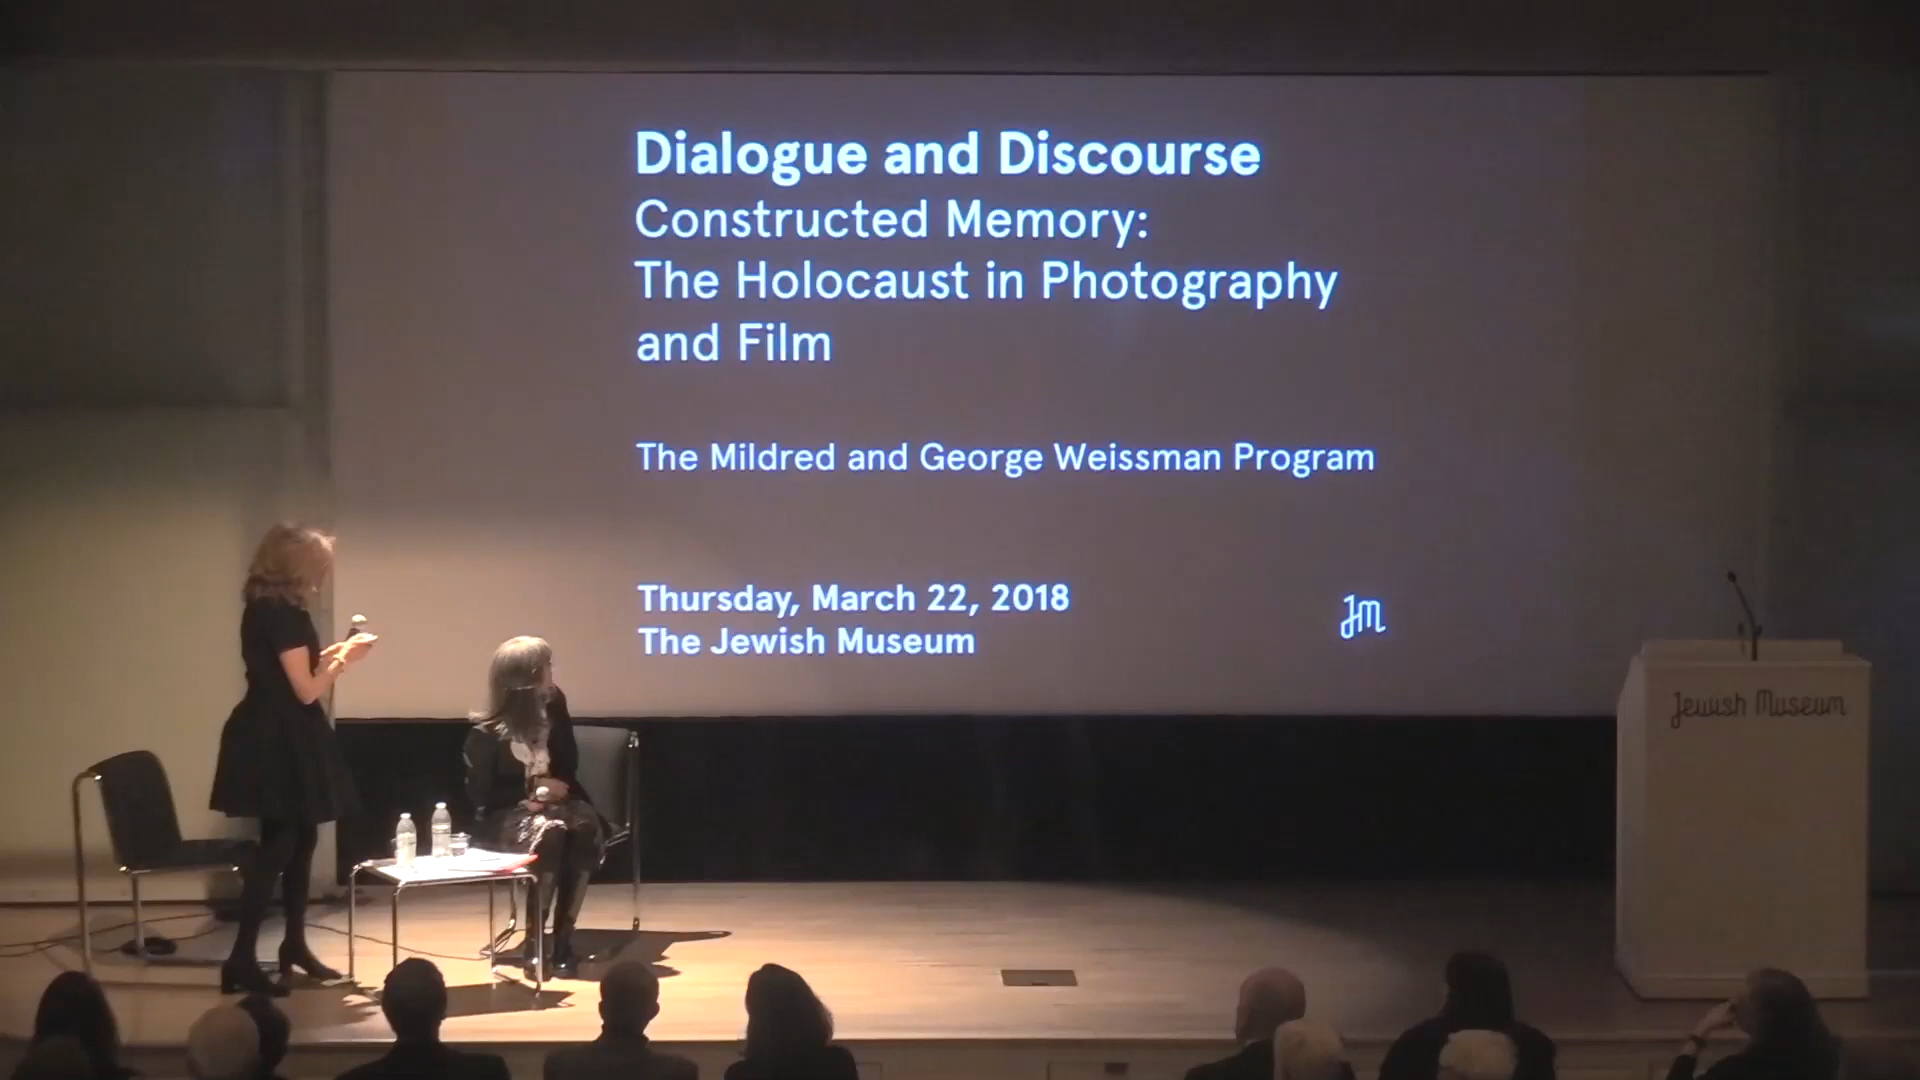 Dialogue and Discourse
Constructed Memory:
The Holocaust in Photography
and Film
The Mildred and George Weissman Program
Thursday, March 22, 2018
The Jewish Museum
JM
Jewish Museum